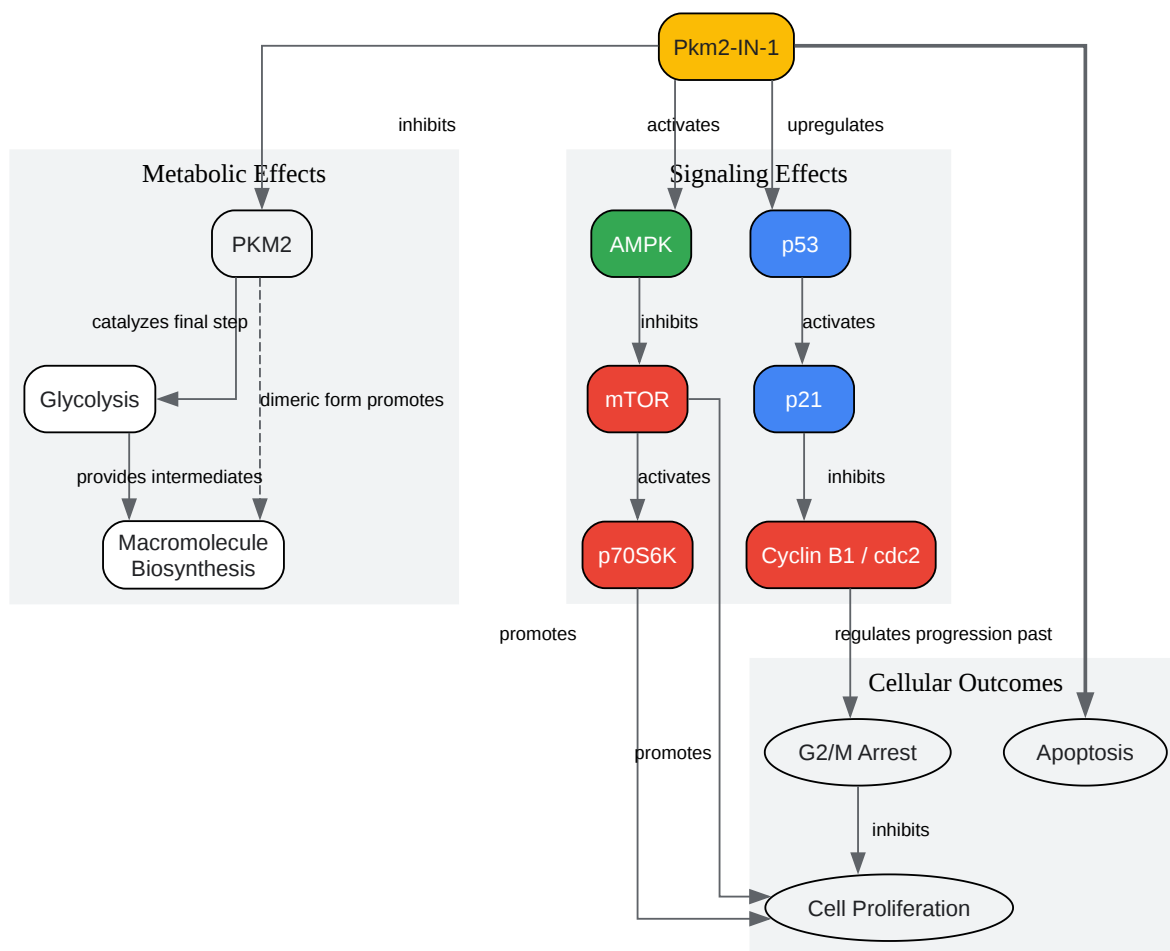 Pkm2-IN-1
inhibits
activates
upregulates
Metabolic Effects
Signaling Effects
PKM2
AMPK
p53
catalyzes final step
inhibits
activates
Glycolysis
dimeric form promotes
mTOR
p21
provides intermediates
activates
inhibits
Macromolecule
Biosynthesis
p70S6K
Cyclin B1 / cdc2
promotes
regulates progression past
Cellular Outcomes
G2/M Arrest
Apoptosis
promotes
inhibits
Cell Proliferation